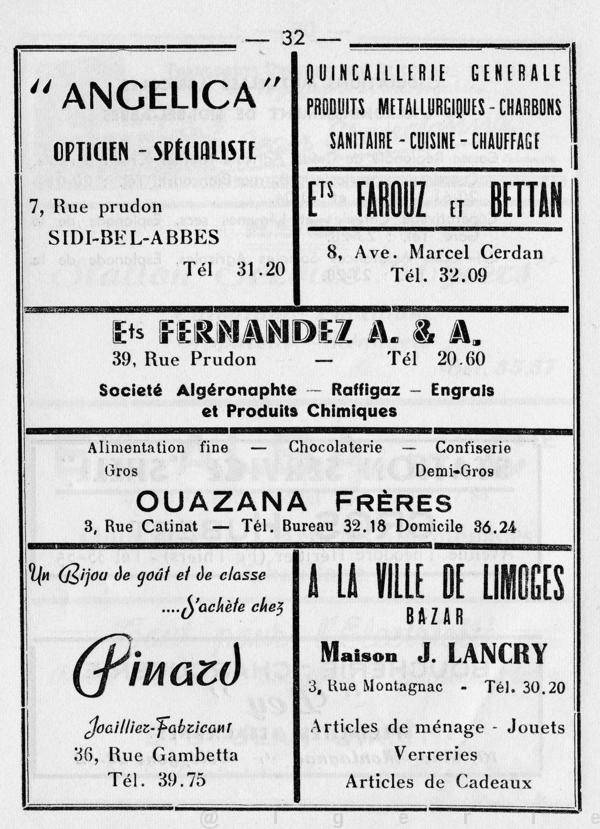 — 32 —
" ANGELICA "
OPTICIEN - SPÉCIALISTE
7, Rue prudon
SIDI-BEL-ABBES
Tél 31.20
QUINCAILLERIE GENERALE
PRODUITS METALLURGIQUES - CHARBONS
SANITAIRE - CUISINE - CHAUFFAGE
Ets FAROUZ ET BETTAN
8, Ave. Marcel Cerdan
Tél. 32.09
Ets FERNANDEZ A. & A.
39, Rue Prudon — Tél 20.60
Societé Algéronaphte — Raffigaz — Engrais
et Produits Chimiques
Alimentation fine — Chocolaterie — Confiserie
Gros Demi-Gros
OUAZANA FRÈRES
3, Rue Catinat — Tél. Bureau 32.18 Domicile 36.24
Un Bijou de goût et de classe
....S'achète chez
Pinard
Joaillier-Fabricant
36, Rue Gambetta
Tél. 39.75
A LA VILLE DE LIMOGES
BAZAR
Maison J. LANCRY
3, Rue Montagnac - Tél. 30.20
Articles de ménage - Jouets
Verreries
Articles de Cadeaux